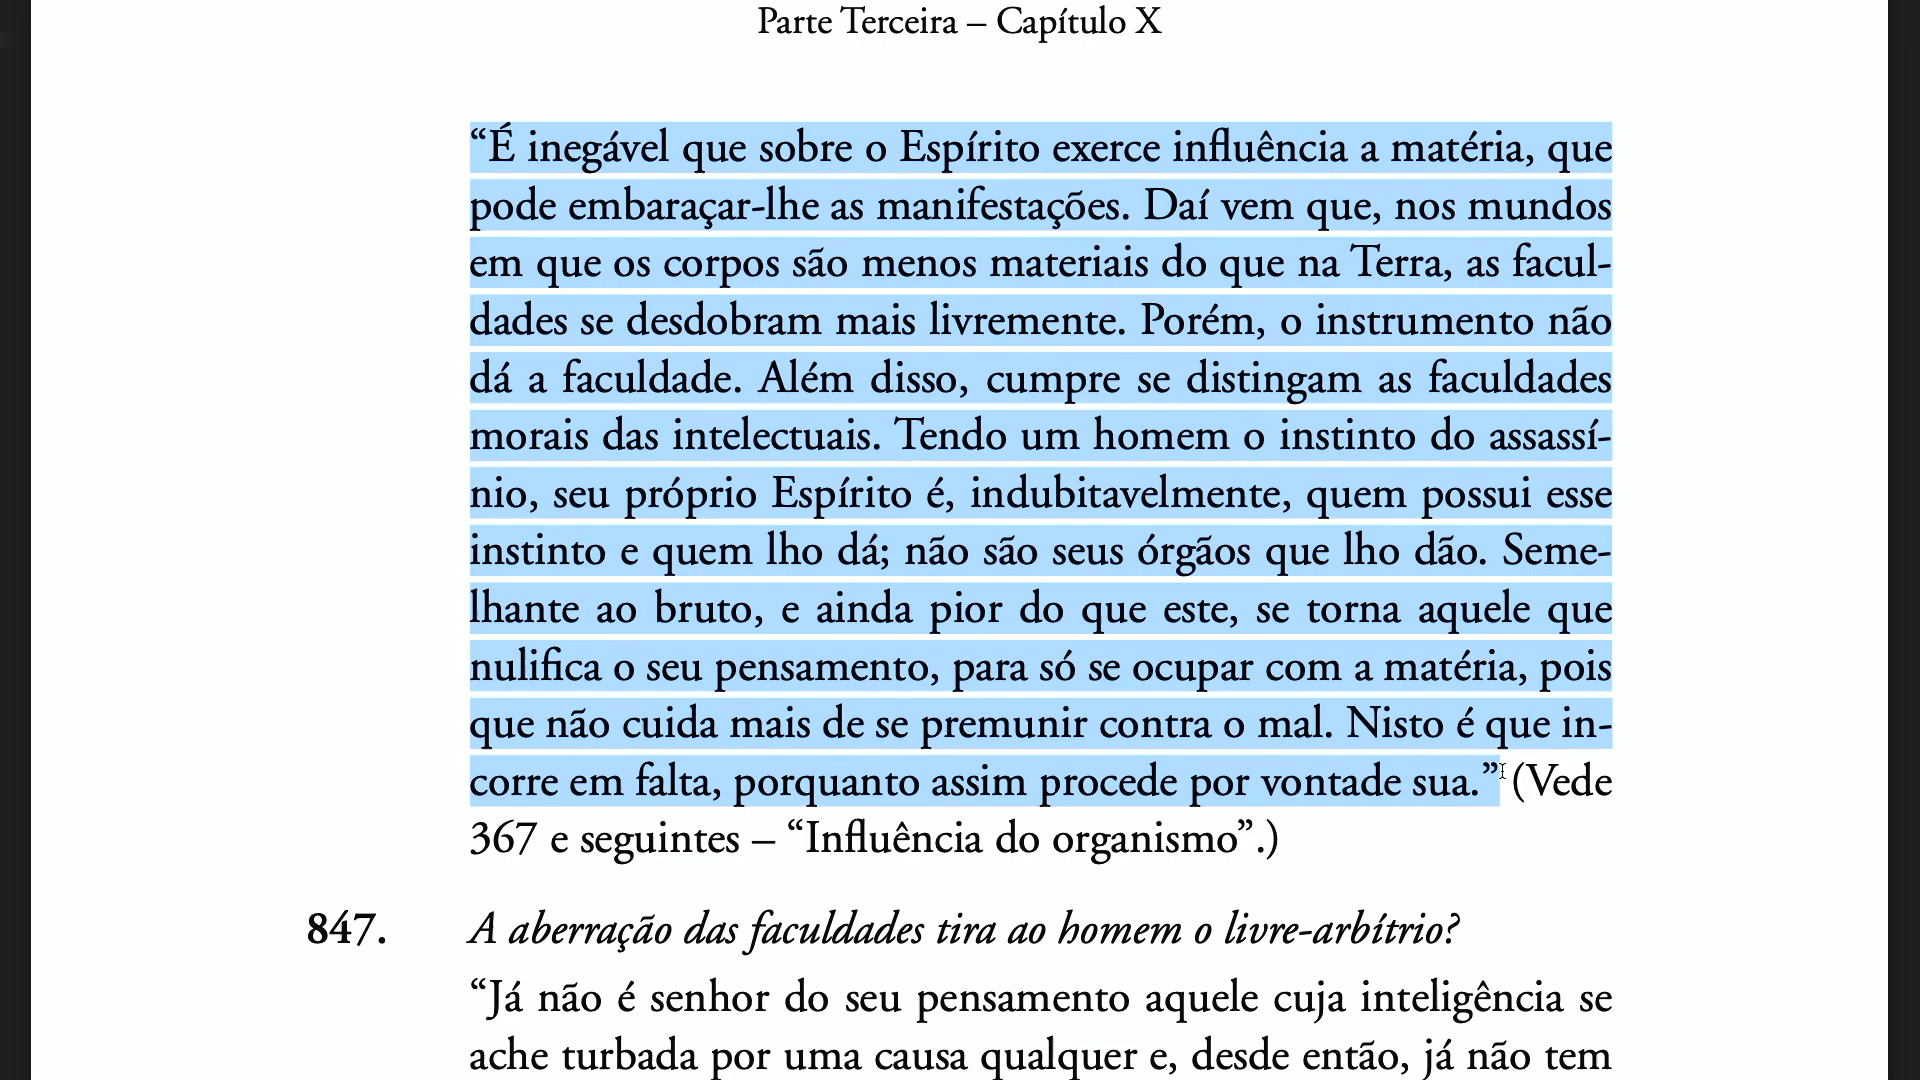 Parte Terceira – Capítulo X
“É inegável que sobre o Espírito exerce influência a matéria, que
pode embaraçar-lhe as manifestações. Daí vem que, nos mundos
em que os corpos são menos materiais do que na Terra, as facul-
dades se desdobram mais livremente. Porém, o instrumento não
dá a faculdade. Além disso, cumpre se distingam as faculdades
morais das intelectuais. Tendo um homem o instinto do assassí-
nio, seu próprio Espírito é, indubitavelmente, quem possui esse
instinto e quem lho dá; não são seus órgãos que lho dão. Seme-
lhante ao bruto, e ainda pior do que este, se torna aquele que
nulifica o seu pensamento, para só se ocupar com a matéria, pois
que não cuida mais de se premunir contra o mal. Nisto é que in-
corre em falta, porquanto assim procede por vontade sua.” (Vede
367 e seguintes – “Influência do organismo”.)
847. A aberração das faculdades tira ao homem o livre-arbítrio?
“Já não é senhor do seu pensamento aquele cuja inteligência se
ache turbada por uma causa qualquer e, desde então, já não tem